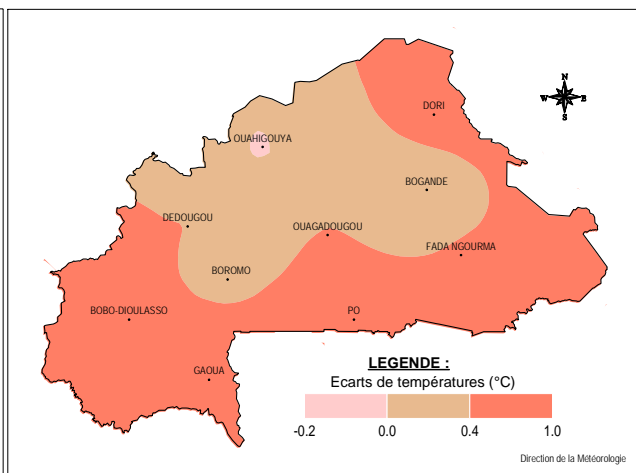 N
W E
S
DORI
OUAHIGOUYA
BOGANDE
DEDOUGOU
OUAGADOUGOU
FADA NGOURMA
BOROMO
BOBO-DIOULASSO
PO
GAOUA
LEGENDE :
Ecarts de températures (°C)
-0.2 0.0 0.4 1.0
Direction de la Météorologie